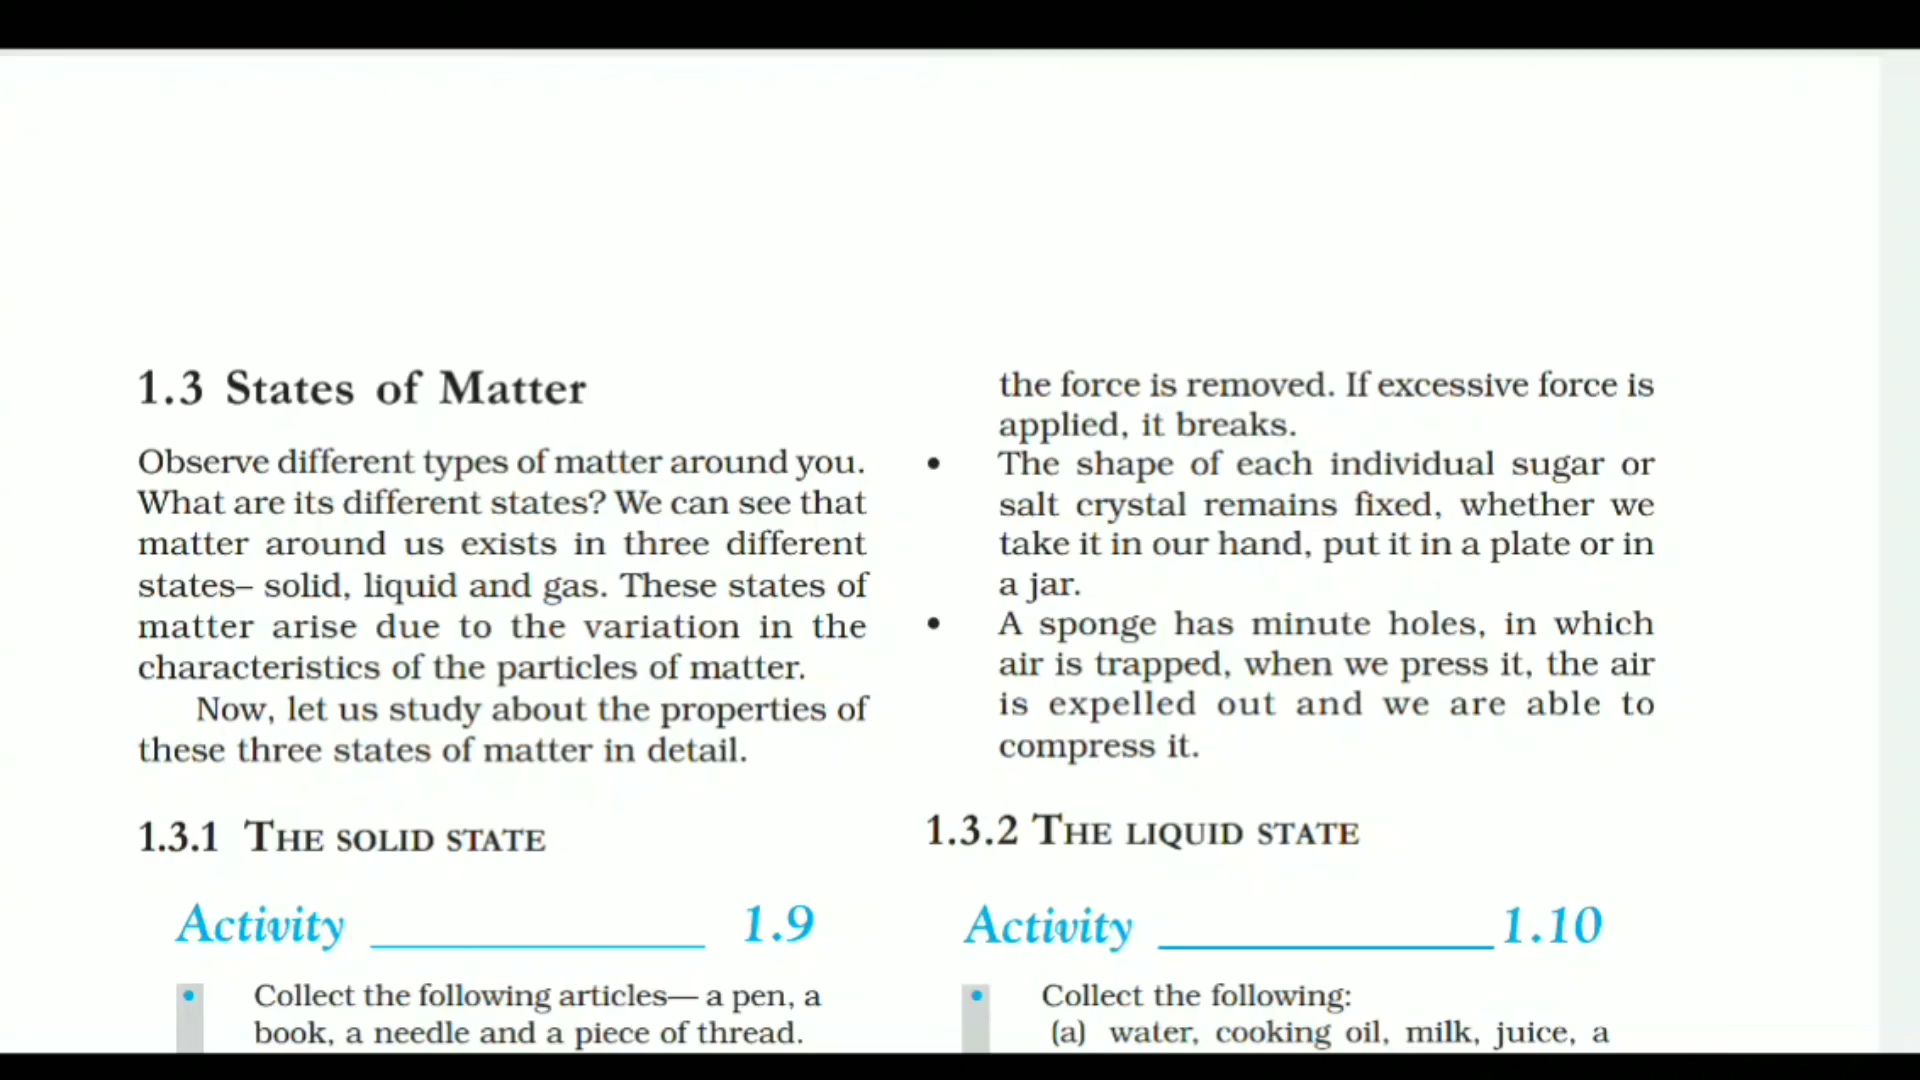 1.3 States of Matter
Observe different types of matter around you.
What are its different states? We can see that
matter around us exists in three different
states– solid, liquid and gas. These states of
matter arise due to the variation in the
characteristics of the particles of matter.
Now, let us study about the properties of
these three states of matter in detail.
1.3.1 THE SOLID STATE
Activity ______________ 1.9
• Collect the following articles— a pen, a
book, a needle and a piece of thread.
the force is removed. If excessive force is
applied, it breaks.
• The shape of each individual sugar or
salt crystal remains fixed, whether we
take it in our hand, put it in a plate or in
a jar.
• A sponge has minute holes, in which
air is trapped, when we press it, the air
is expelled out and we are able to
compress it.
1.3.2 THE LIQUID STATE
Activity ______________ 1.10
• Collect the following:
(a) water, cooking oil, milk, juice, a